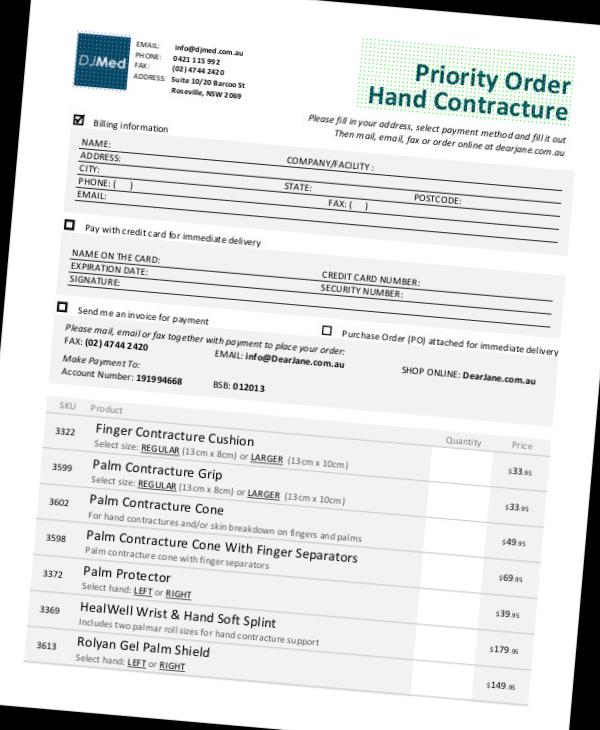 DJMed
EMAIL: info@djmed.com.au
PHONE: 0421 115 992
FAX: (02) 4744 2420
ADDRESS: Suite 10/20 Barcoo St
Roseville, NSW 2069
Priority Order
Hand Contracture
Please fill in your address, select payment method and fill it out
Then mail, email, fax or order online at dearjane.com.au
Billing information
NAME:
ADDRESS: COMPANY/FACILITY :
CITY: STATE: POSTCODE:
PHONE: ( ) FAX: ( )
EMAIL:
Pay with credit card for immediate delivery
NAME ON THE CARD: CREDIT CARD NUMBER:
EXPIRATION DATE: SECURITY NUMBER:
SIGNATURE:
Send me an invoice for payment Purchase Order (PO) attached for immediate delivery
Please mail, email or fax together with payment to place your order:
FAX: (02) 4744 2420 EMAIL: info@DearJane.com.au SHOP ONLINE: DearJane.com.au
Make Payment To:
Account Number: 191994668 BSB: 012013
SKU Product Quantity Price
3322 Finger Contracture Cushion $33.95
Select size: REGULAR (13cm x 8cm) or LARGER (13cm x 10cm)
3599 Palm Contracture Grip $33.95
Select size: REGULAR (13cm x 8cm) or LARGER (13cm x 10cm)
3602 Palm Contracture Cone $49.95
For hand contractures and/or skin breakdown on fingers and palms
3598 Palm Contracture Cone With Finger Separators $69.95
Palm contracture cone with finger separators
3372 Palm Protector $39.95
Select hand: LEFT or RIGHT
3369 HealWell Wrist & Hand Soft Splint $179.95
Includes two palmar roll sizes for hand contracture support
3613 Rolyan Gel Palm Shield $149.95
Select hand: LEFT or RIGHT